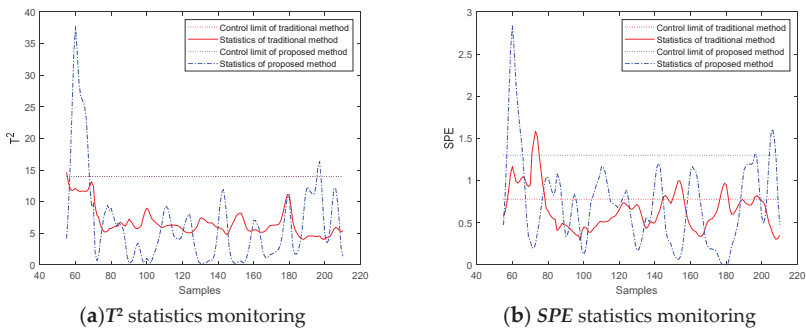 40
35
30
25
20
15
10
5
0
T²
40 60 80 100 120 140 160 180 200 220
Samples
Control limit of traditional method
Statistics of traditional method
Control limit of proposed method
Statistics of proposed method
(a)T² statistics monitoring
3
2.5
2
1.5
1
0.5
0
SPE
40 60 80 100 120 140 160 180 200 220
Samples
Control limit of traditional method
Statistics of traditional method
Control limit of proposed method
Statistics of proposed method
(b) SPE statistics monitoring